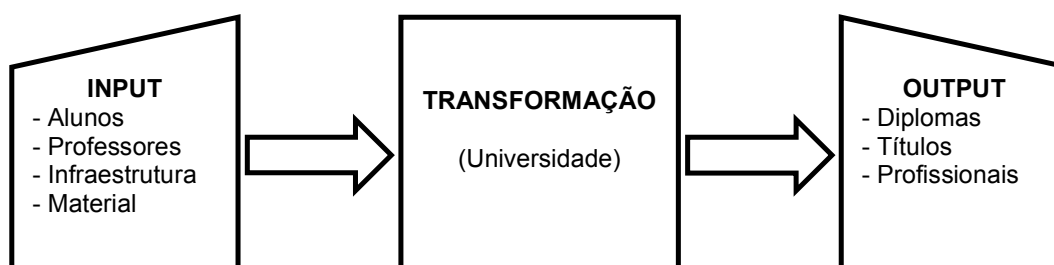 INPUT
- Alunos
- Professores
- Infraestrutura
- Material
TRANSFORMAÇÃO
(Universidade)
OUTPUT
- Diplomas
- Títulos
- Profissionais